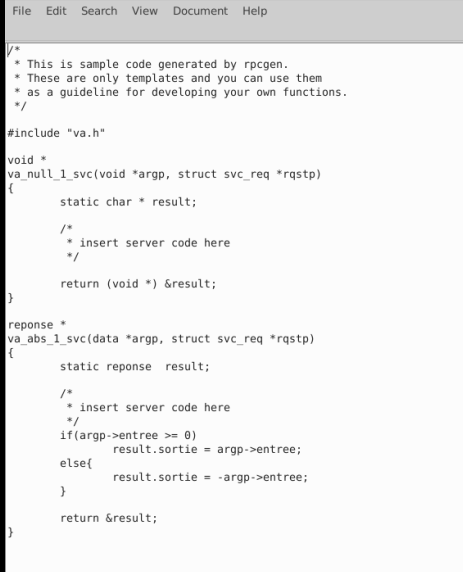 File Edit Search View Document Help
/*
 * This is sample code generated by rpcgen.
 * These are only templates and you can use them
 * as a guideline for developing your own functions.
 */
#include "va.h"
void *
va_null_1_svc(void *argp, struct svc_req *rqstp)
{
        static char * result;
        /*
         * insert server code here
         */
        return (void *) &result;
}
reponse *
va_abs_1_svc(data *argp, struct svc_req *rqstp)
{
        static reponse  result;
        /*
         * insert server code here
         */
        if(argp->entree >= 0)
                result.sortie = argp->entree;
        else{
                result.sortie = -argp->entree;
        }
        return &result;
}